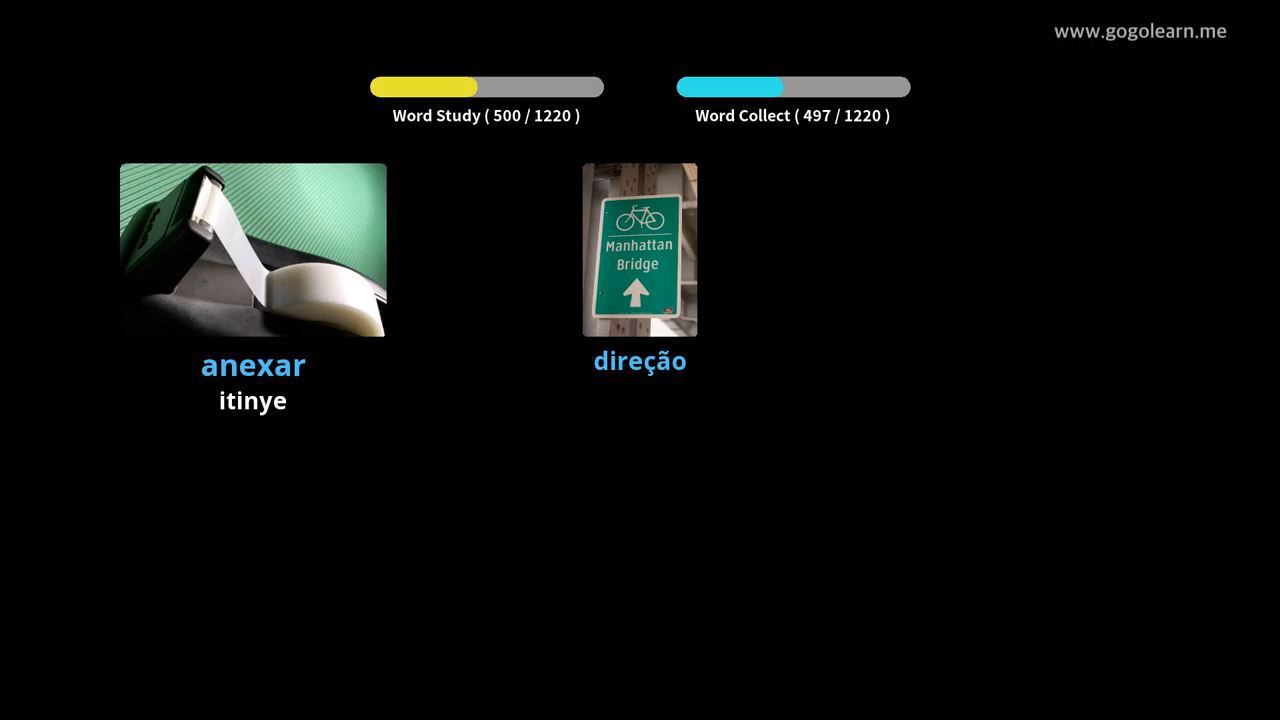 www.gogolearn.me
Word Study ( 500 / 1220 )
Word Collect ( 497 / 1220 )
Manhattan
Bridge
anexar
itinye
direção